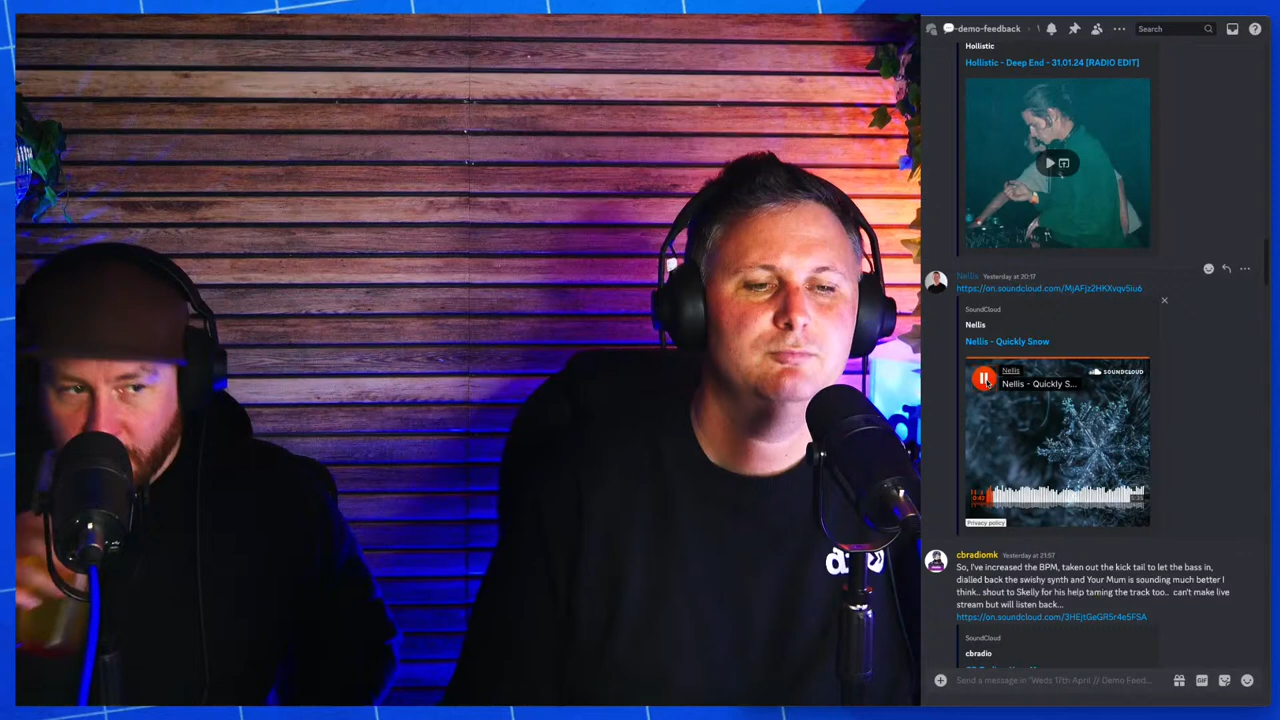 -demo-feedback
Search
Hollistic
Hollistic - Deep End - 31.01.24 [RADIO EDIT]
Nellis Yesterday at 20:17
https://on.soundcloud.com/MjAFjz2HKXvqv5iu6
SoundCloud
Nellis
Nellis - Quickly Snow
Nellis
SOUNDCLOUD
Nellis - Quickly S...
0:42
Privacy policy
cbradiomk Yesterday at 21:57
So, I've increased the BPM, taken out the kick tail to let the bass in,
dialled back the swishy synth and Your Mum is sounding much better I
think.. shout to Skelly for his help taming the track too.. can't make live
stream but will listen back...
https://on.soundcloud.com/3HEjtGeGR5r4e5FSA
SoundCloud
cbradio
Send a message in "Weds 17th April // Demo Feed...
GIF